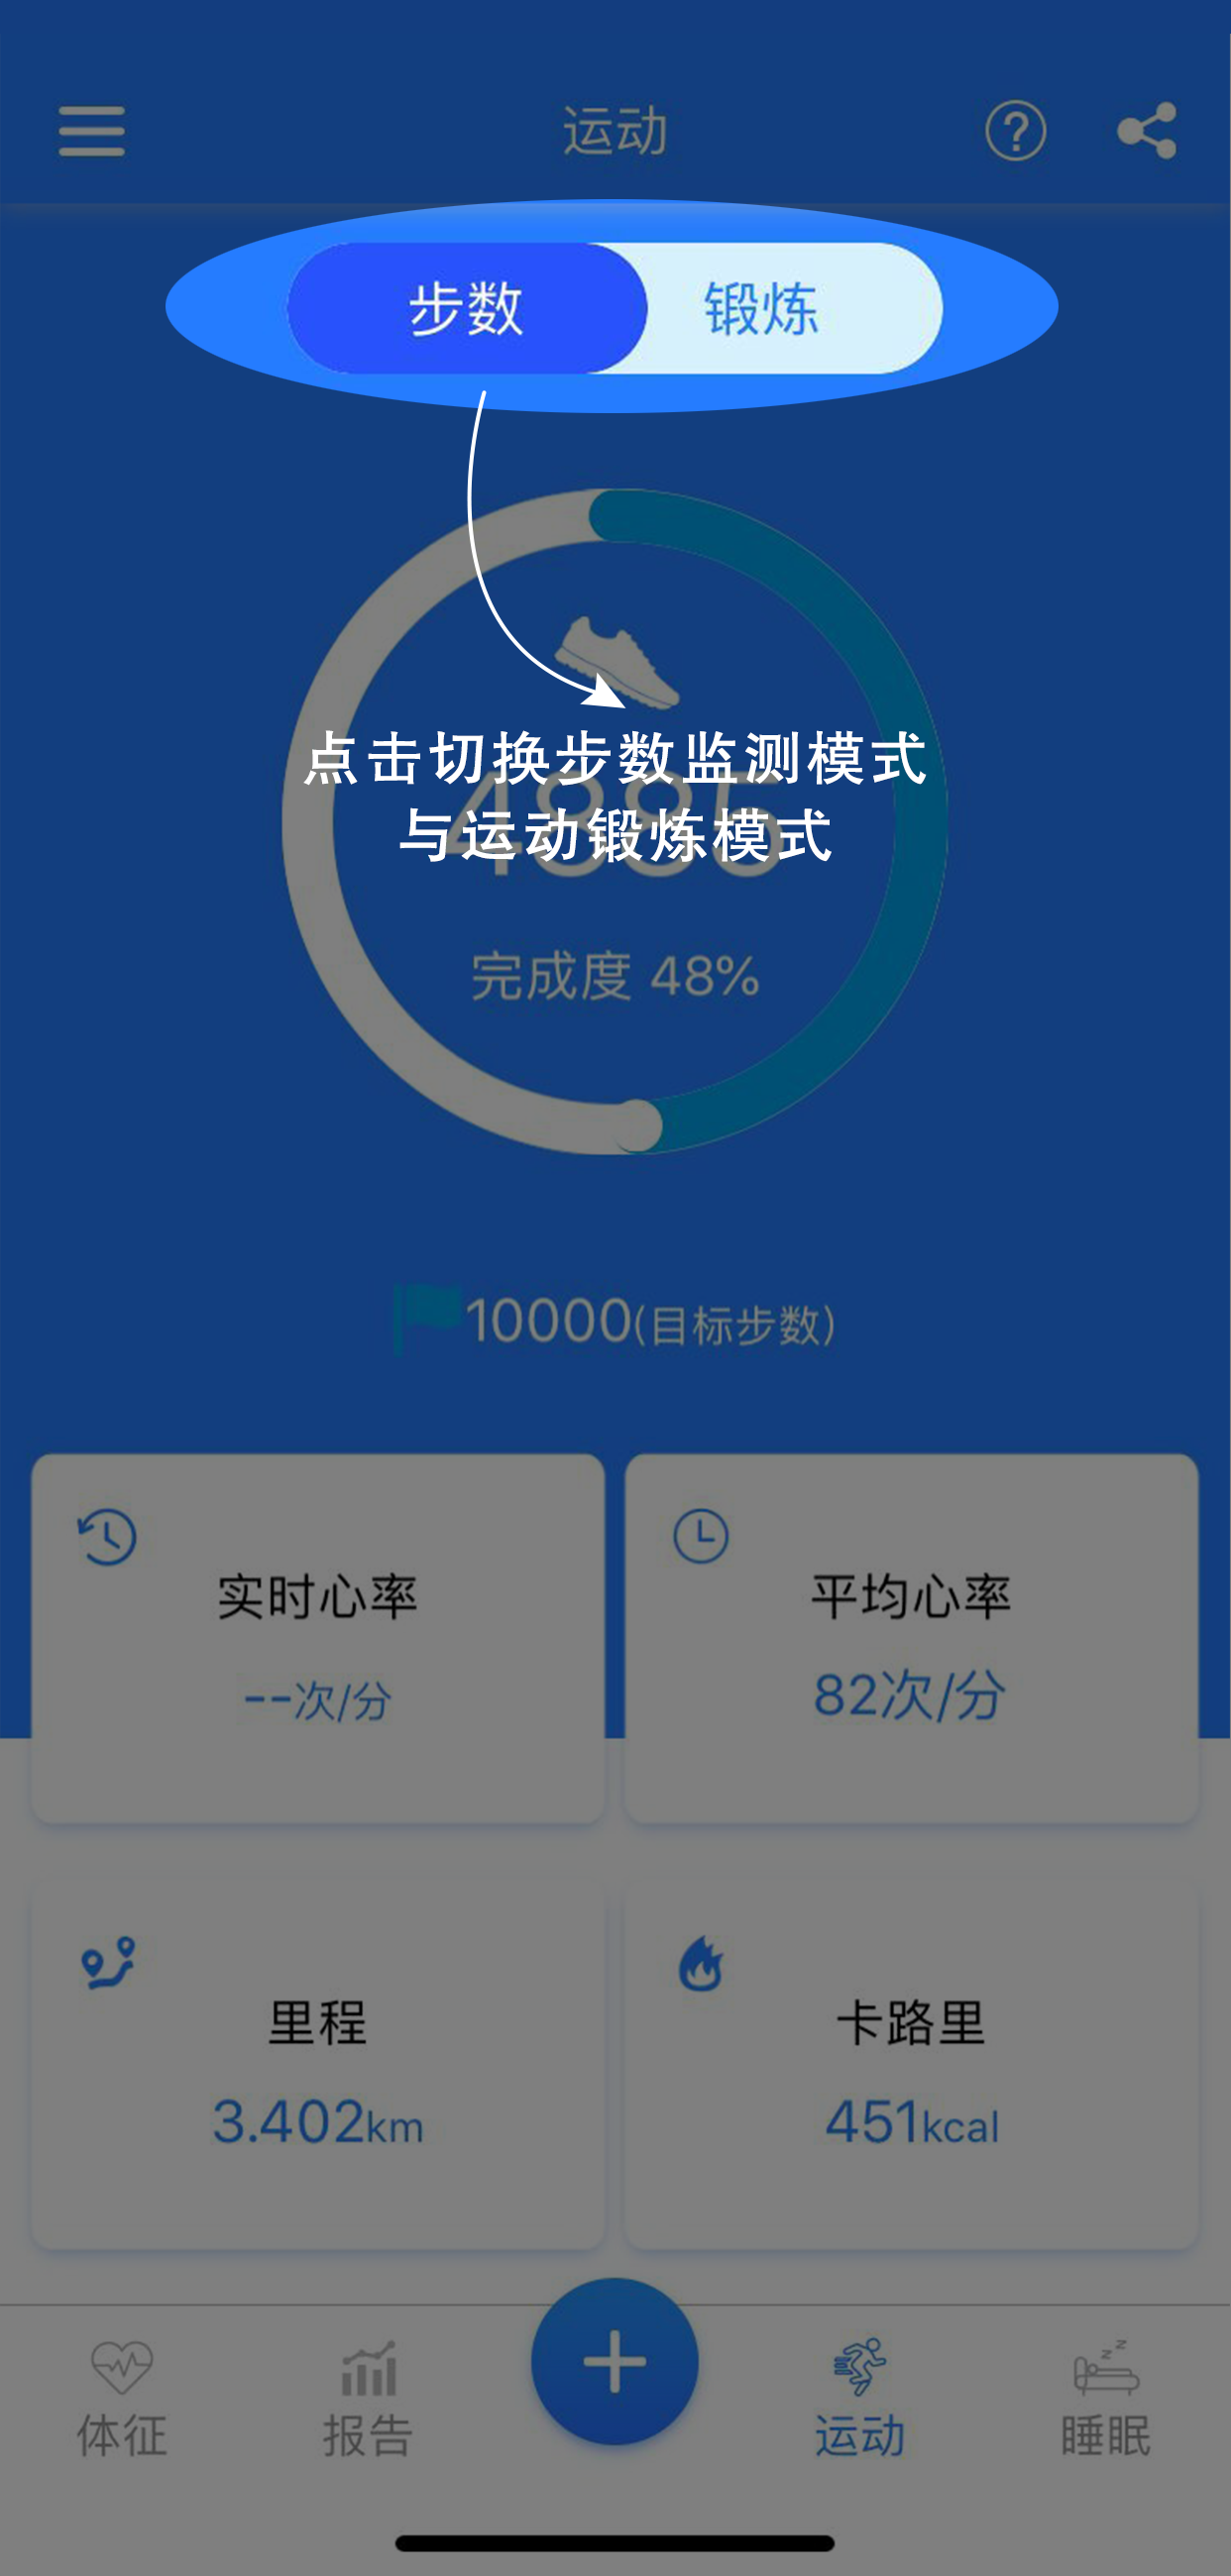 运动
步数 锻炼
点击切换步数监测模式
与运动锻炼模式
4885
完成度 48%
10000(目标步数)
实时心率
--次/分
平均心率
82次/分
里程
3.402km
卡路里
451kcal
体征
报告
运动
睡眠